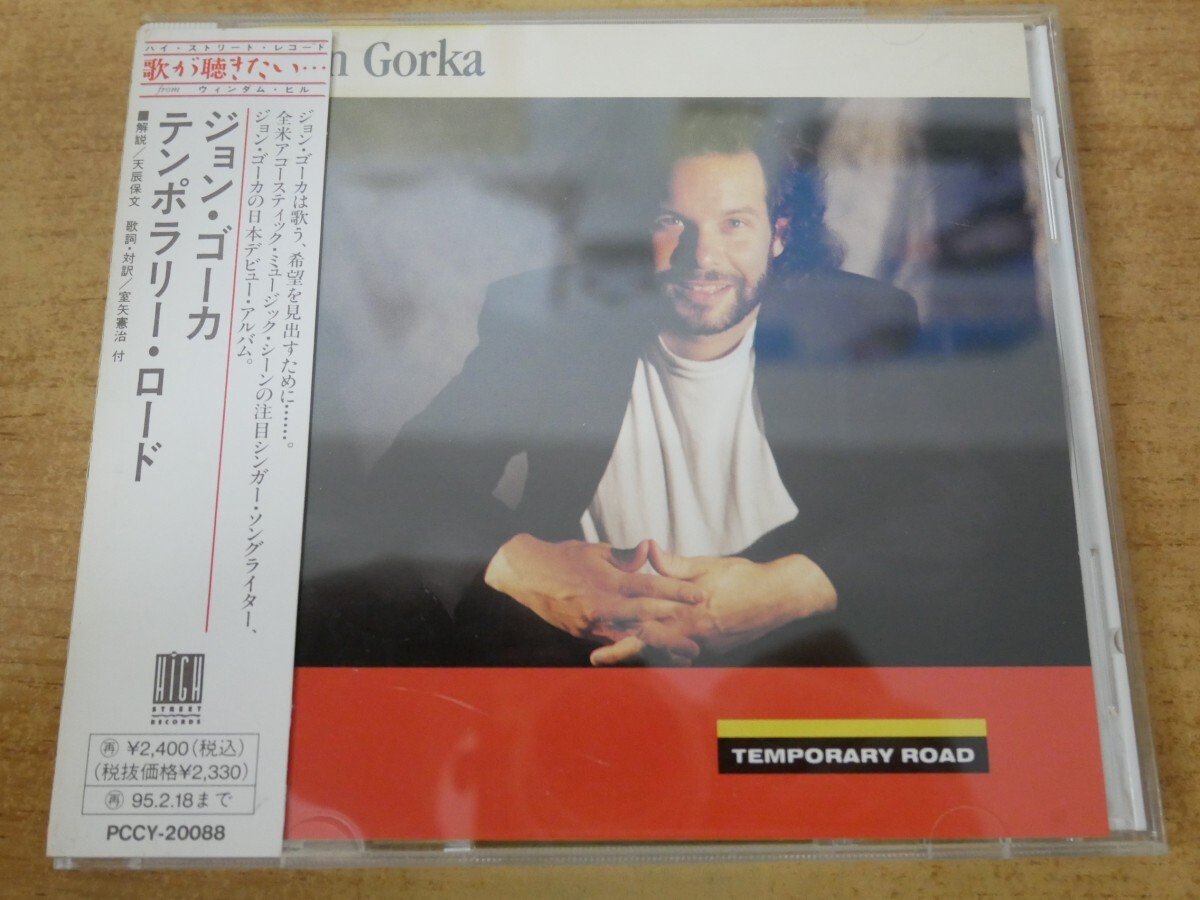 ハイ・ストリート・レコード
歌が聴きたい…
from ウィンダム・ヒル
ジョン・ゴーカ
テンポラリー・ロード
■解説／天辰保文 歌詞・対訳／室矢憲治 付
ジョン・ゴーカは歌う、希望を見出すために……。
全米アコースティック・ミュージック・シーンの注目シンガー・ソングライター、
ジョン・ゴーカの日本デビュー・アルバム。
HIGH
STREET
RECORDS
再 ¥2,400(税込)
(税抜価格¥2,330)
再 95.2.18まで
PCCY-20088
n Gorka
TEMPORARY ROAD